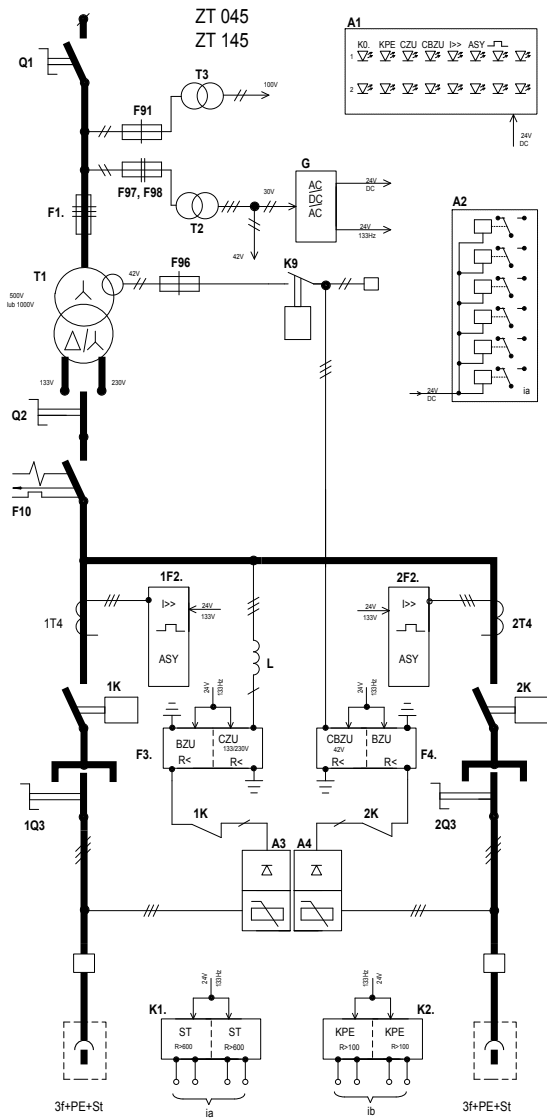 ZT 045
ZT 145
A1
K0. KPE CZU CBZU I>> ASY
1
2
24V
DC
Q1
T3
100V
F91
F97, F98
T2
30V
42V
G
AC
DC
AC
24V
DC
24V
133Hz
F1.
T1
500V
lub 1000V
42V
F96
K9
A2
ia
24V
DC
133V
230V
Q2
F10
1F2.
I>>
ASY
24V
133V
1T4
2F2.
I>>
ASY
24V
133V
2T4
L
1K
2K
24V
133Hz
F3.
BZU
CZU
133/230V
R<
R<
24V
133Hz
CBZU
42V
BZU
R<
R<
F4.
1Q3
2Q3
1K
2K
A3
A4
24V
133Hz
K1.
ST
ST
R>600
R>600
ia
133Hz
24V
K2.
KPE
KPE
R>100
R>100
ib
3f+PE+St
3f+PE+St